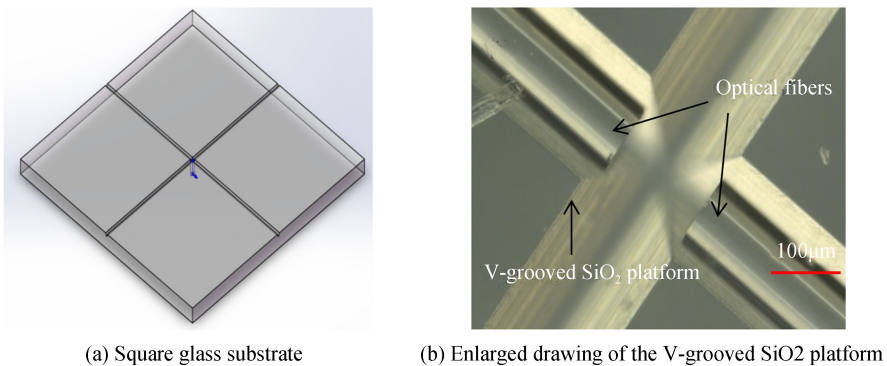 Optical fibers
100μm
V-grooved SiO₂ platform
(a) Square glass substrate
(b) Enlarged drawing of the V-grooved SiO2 platform